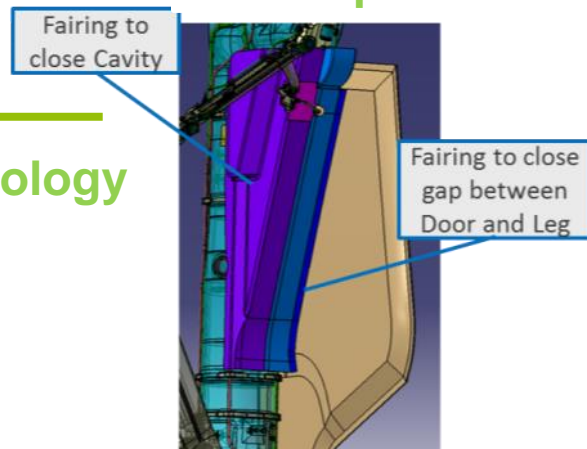 Fairing to
close Cavity
ology
Fairing to close
gap between
Door and Leg